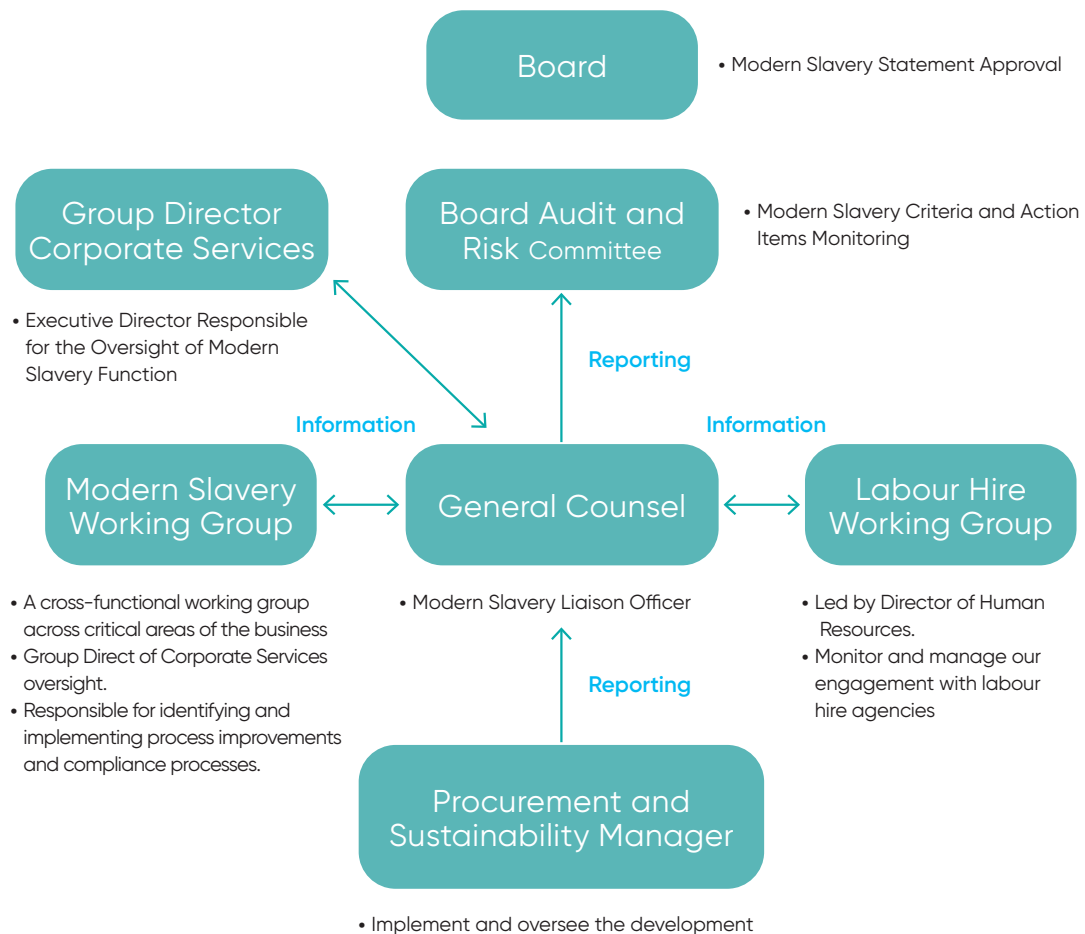 Board
• Modern Slavery Statement Approval
Group Director
Corporate Services
• Executive Director Responsible
for the Oversight of Modern
Slavery Function
Board Audit and
Risk Committee
• Modern Slavery Criteria and Action
Items Monitoring
Reporting
Information
Information
Modern Slavery
Working Group
• A cross-functional working group
across critical areas of the business
• Group Direct of Corporate Services
oversight.
• Responsible for identifying and
implementing process improvements
and compliance processes.
General Counsel
• Modern Slavery Liaison Officer
Labour Hire
Working Group
• Led by Director of Human
Resources.
• Monitor and manage our
engagement with labour
hire agencies
Reporting
Procurement and
Sustainability Manager
• Implement and oversee the development